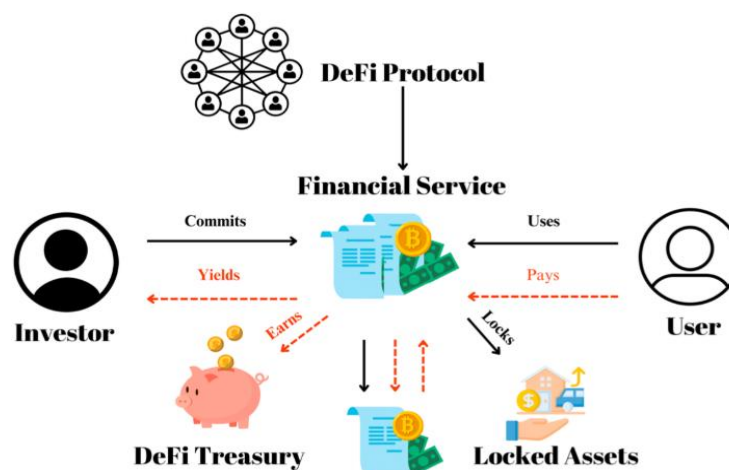 DeFi Protocol
Financial Service
Commits
Uses
Yields
Pays
Investor
User
Earns
Locks
DeFi Treasury
Locked Assets